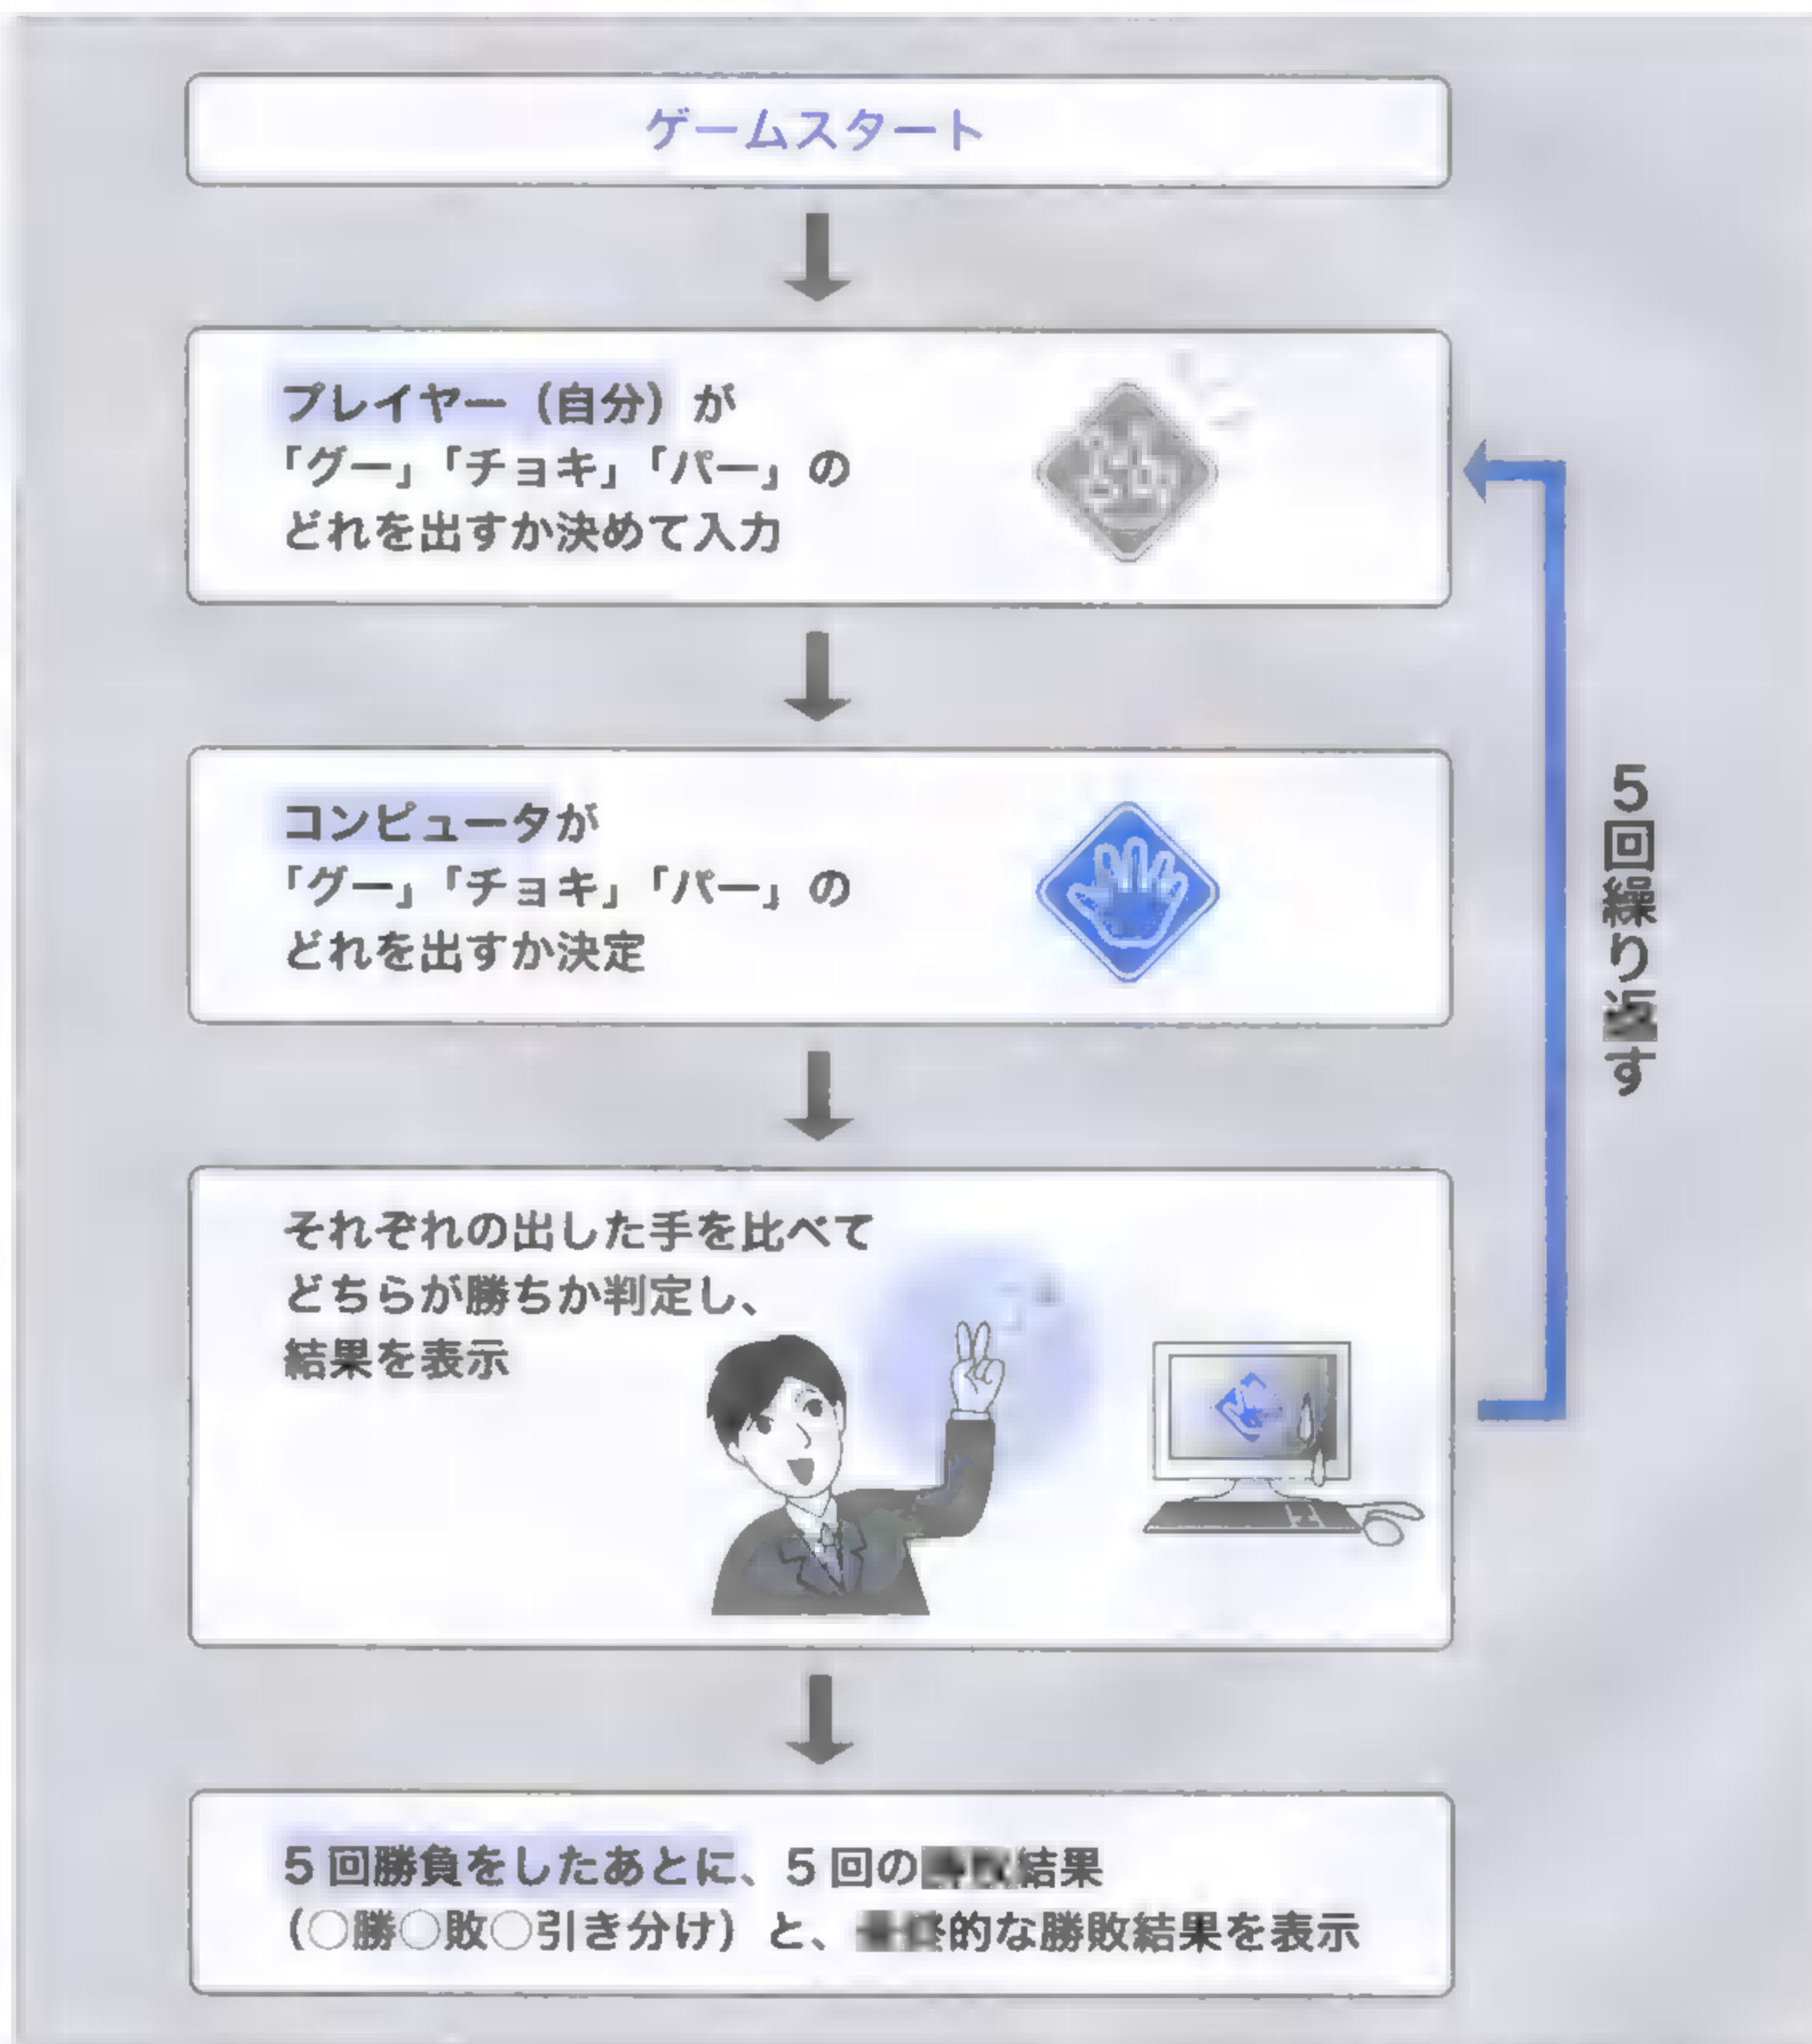 ゲームスタート
プレイヤー（自分）が
「グー」「チョキ」「パー」の
どれを出すか決めて入力
コンピュータが
「グー」「チョキ」「パー」の
どれを出すか決定
5回繰り返す
それぞれの出した手を比べて
どちらが勝ちか判定し、
結果を表示
5回勝負をしたあとに、5回の結果
（○勝○敗○引き分け）と、的な勝敗結果を表示